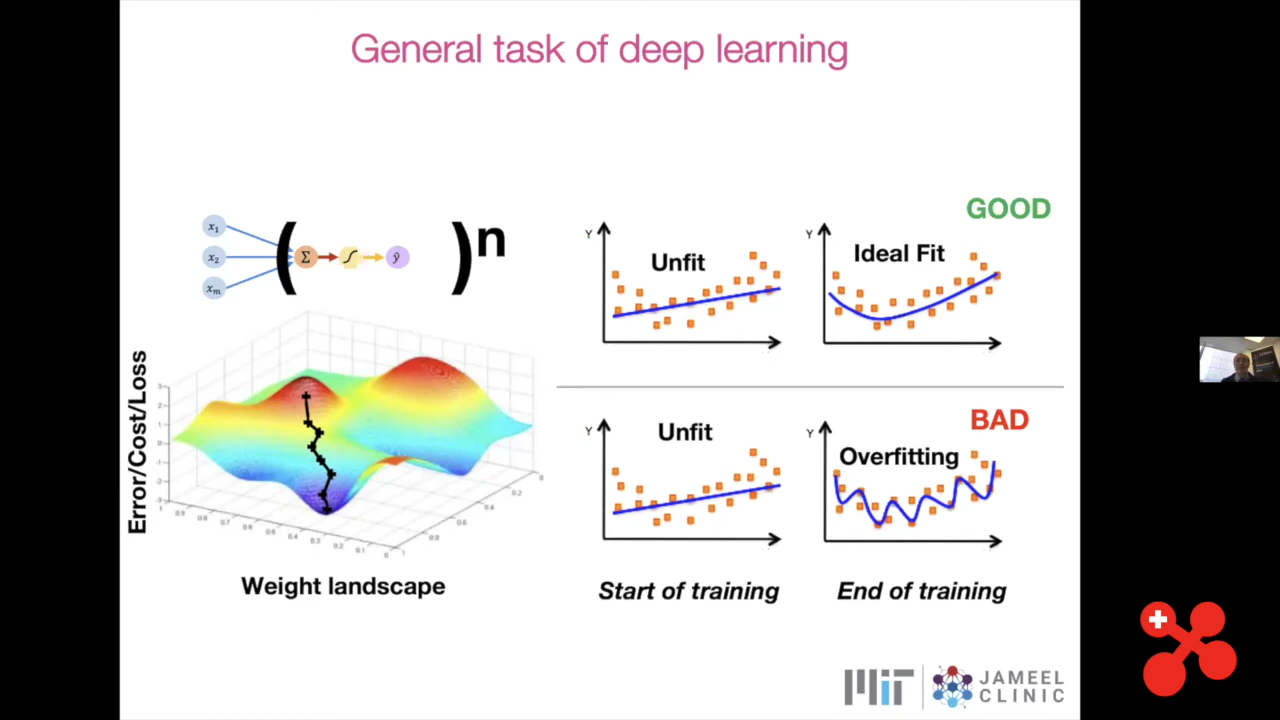 General task of deep learning
x₁
x₂
xₘ
( Σ ∫ ŷ )ⁿ
Error/Cost/Loss
Weight landscape
GOOD
Y
Unfit
Y
Ideal Fit
BAD
Y
Unfit
Y
Overfitting
Start of training
End of training
MIT
JAMEEL
CLINIC